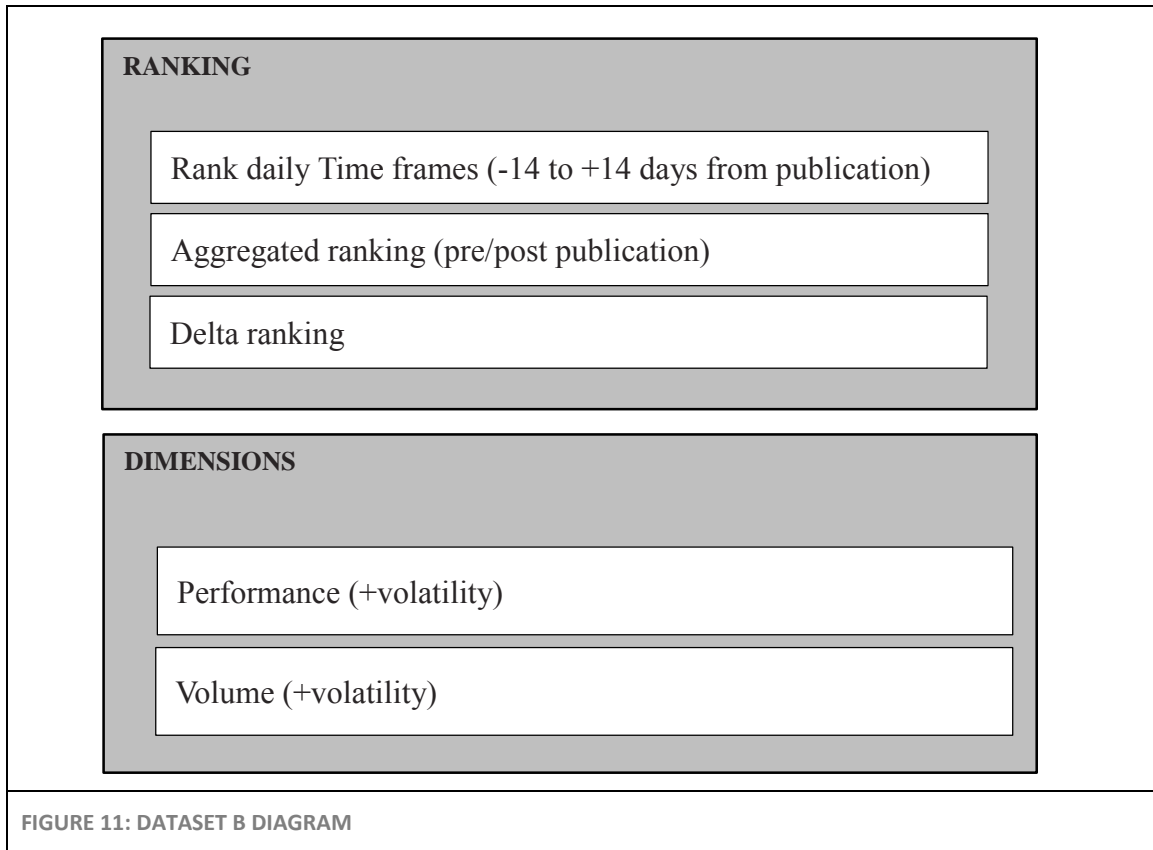 RANKING
Rank daily Time frames (-14 to +14 days from publication)
Aggregated ranking (pre/post publication)
Delta ranking
DIMENSIONS
Performance (+volatility)
Volume (+volatility)
FIGURE 11: DATASET B DIAGRAM